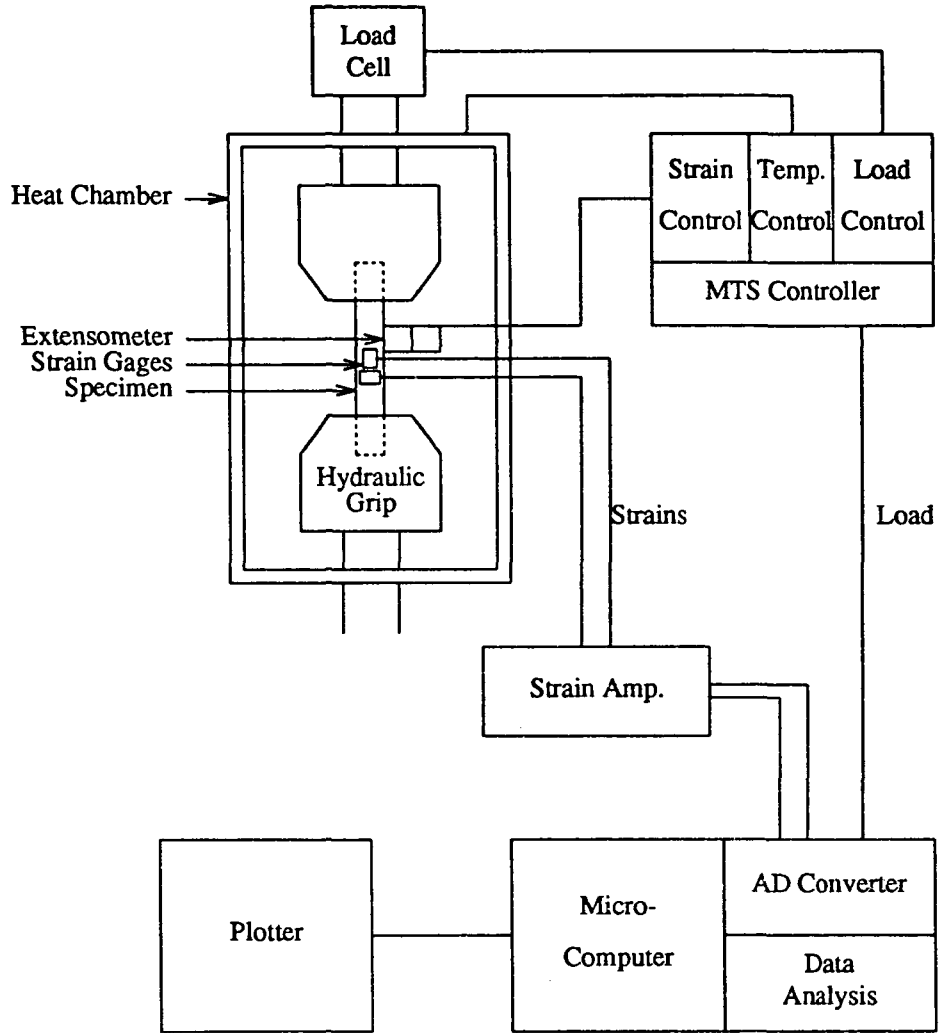 Load
Cell
Heat Chamber
Strain
Control
Temp.
Control
Load
Control
MTS Controller
Extensometer
Strain Gages
Specimen
Hydraulic
Grip
Strains
Load
Strain Amp.
Plotter
Micro-
Computer
AD Converter
Data
Analysis